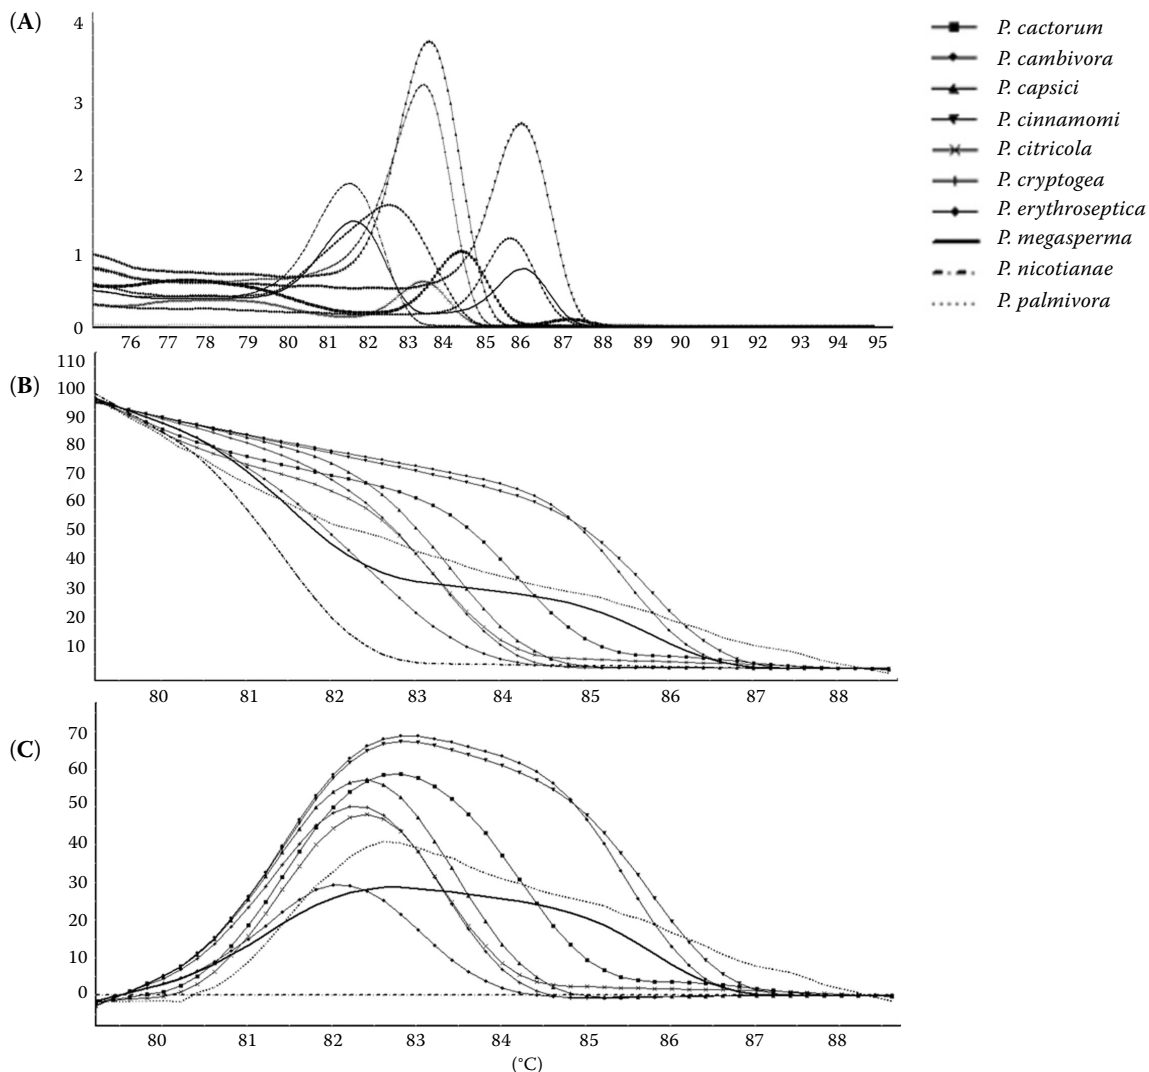 (A)
4
3
2
1
0
76 77 78 79 80 81 82 83 84 85 86 87 88 89 90 91 92 93 94 95
P. cactorum
P. cambivora
P. capsici
P. cinnamomi
P. citricola
P. cryptogea
P. erythroseptica
P. megasperma
P. nicotianae
P. palmivora
(B)
110
100
90
80
70
60
50
40
30
20
10
80 81 82 83 84 85 86 87 88
(C)
70
60
50
40
30
20
10
0
80 81 82 83 84 85 86 87 88
(°C)